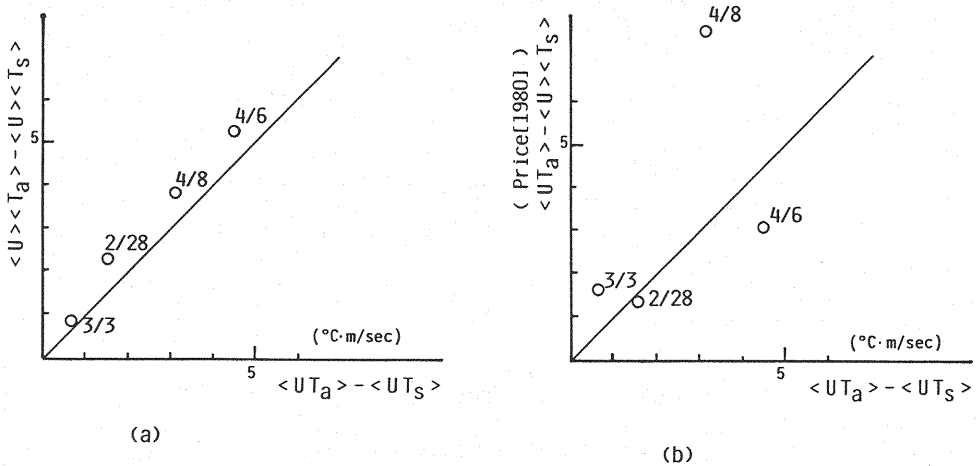 <U><Ta>-<U><Ts>
5
4/6
4/8
2/28
3/3
(°C·m/sec)
5
<UTa>-<UTs>
(a)
( Price[1980] )
<UTa>-<U><Ts>
5
4/8
4/6
3/3
2/28
(°C·m/sec)
5
<UTa>-<UTs>
(b)